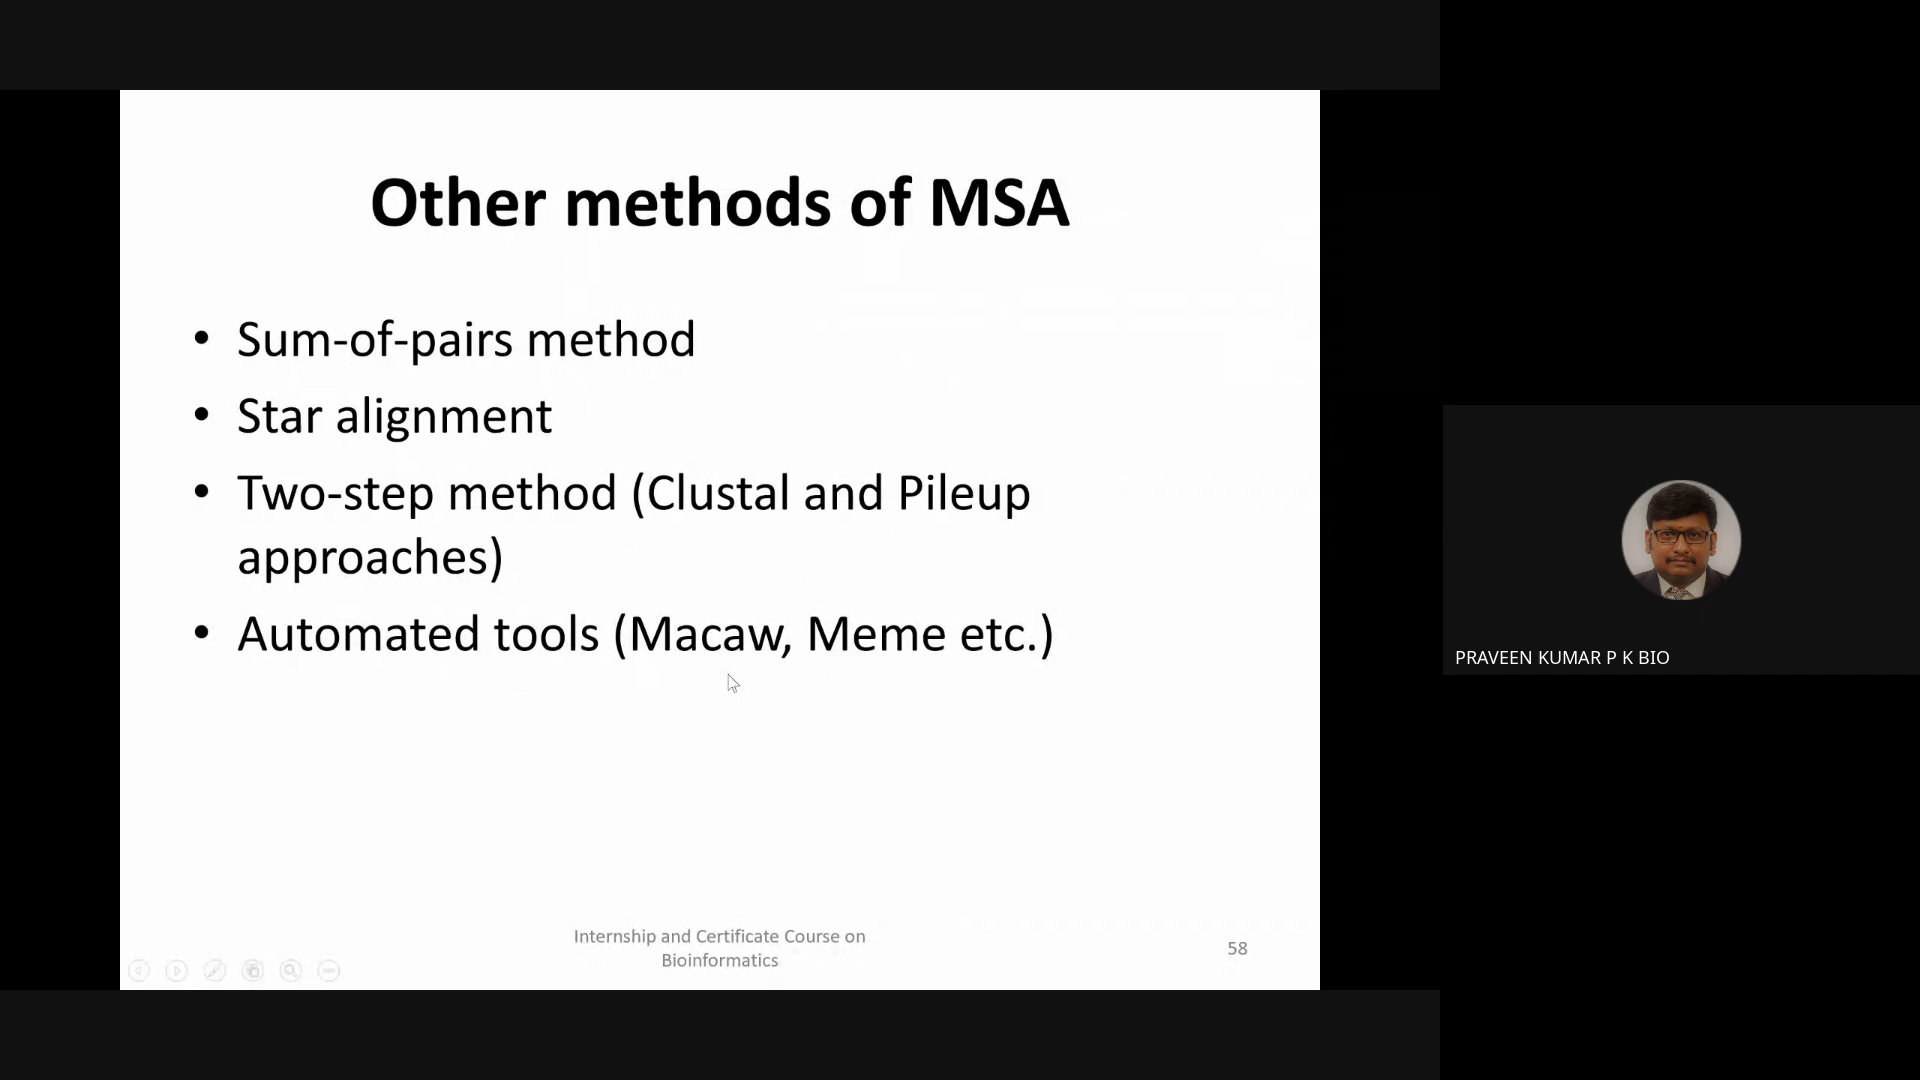 Other methods of MSA
• Sum-of-pairs method
• Star alignment
• Two-step method (Clustal and Pileup
approaches)
• Automated tools (Macaw, Meme etc.)
Internship and Certificate Course on
Bioinformatics
58
PRAVEEN KUMAR P K BIO